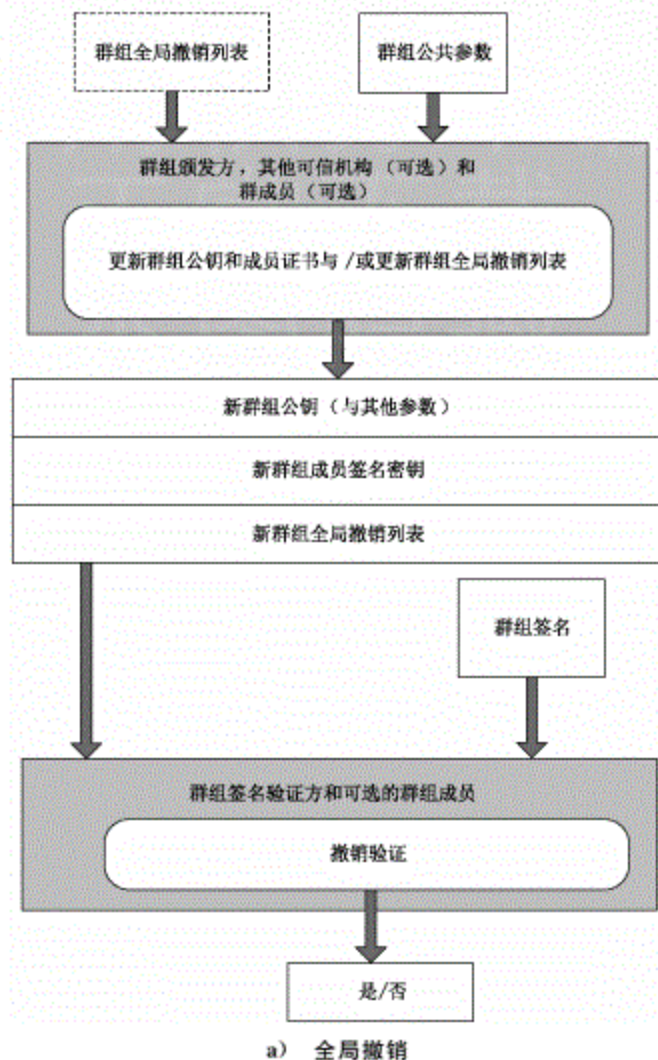 群组全局撤销列表
群组公共参数
群组颁发方，其他可信机构（可选）和
群成员（可选）
更新群组公钥和成员证书与/或更新群组全局撤销列表
新群组公钥（与其他参数）
新群组成员签名密钥
新群组全局撤销列表
群组签名
群组签名验证方和可选的群组成员
撤销验证
是/否
a） 全局撤销